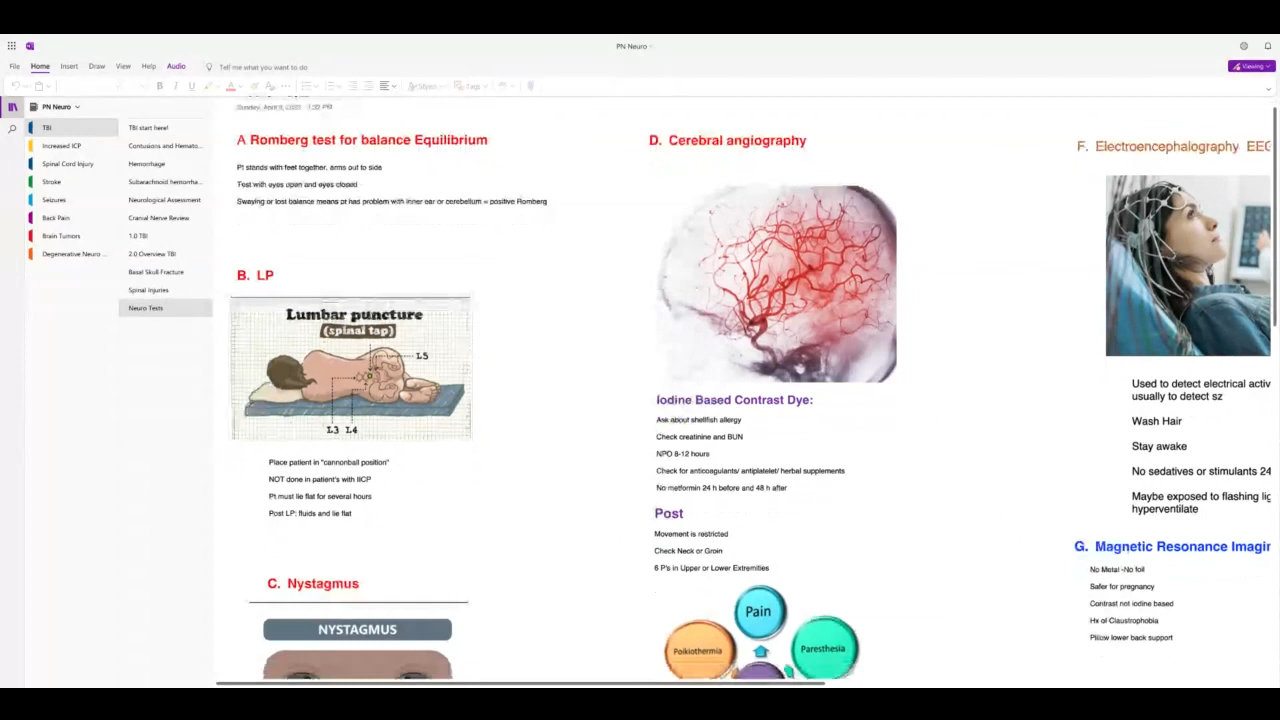 PN Neuro
File Home Insert Draw View Help Audio Tell me what you want to do
Viewing
B I U A Styles Tags
PN Neuro
TBI
Increased ICP
Spinal Cord Injury
Stroke
Seizures
Back Pain
Brain Tumors
Degenerative Neuro ...
TBI start here!
Contusions and Hemato...
Hemorrhage
Subarachnoid hemorrha...
Neurological Assessment
Cranial Nerve Review
1.0 TBI
2.0 Overview TBI
Basal Skull Fracture
Spinal Injuries
Neuro Tests
A Romberg test for balance Equilibrium
Pt stands with feet together, arms out to side
Test with eyes open and eyes closed
Swaying or lost balance means pt has problem with inner ear or cerebellum = positive Romberg
B. LP
Lumbar puncture
(spinal tap)
L5
L3 L4
Place patient in "cannonball position"
NOT done in patient's with IICP
Pt must lie flat for several hours
Post LP: fluids and lie flat
C. Nystagmus
NYSTAGMUS
D. Cerebral angiography
Iodine Based Contrast Dye:
Ask about shellfish allergy
Check creatinine and BUN
NPO 8-12 hours
Check for anticoagulants/ antiplatelet/ herbal supplements
No metformin 24 h before and 48 h after
Post
Movement is restricted
Check Neck or Groin
6 P's in Upper or Lower Extremities
Pain
Poikiothermia
Paresthesia
F. Electroencephalography EEG
Used to detect electrical activ
usually to detect sz
Wash Hair
Stay awake
No sedatives or stimulants 24
Maybe exposed to flashing lig
hyperventilate
G. Magnetic Resonance Imagin
No Metal -No foil
Safer for pregnancy
Contrast not iodine based
Hx of Claustrophobia
Pillow lower back support